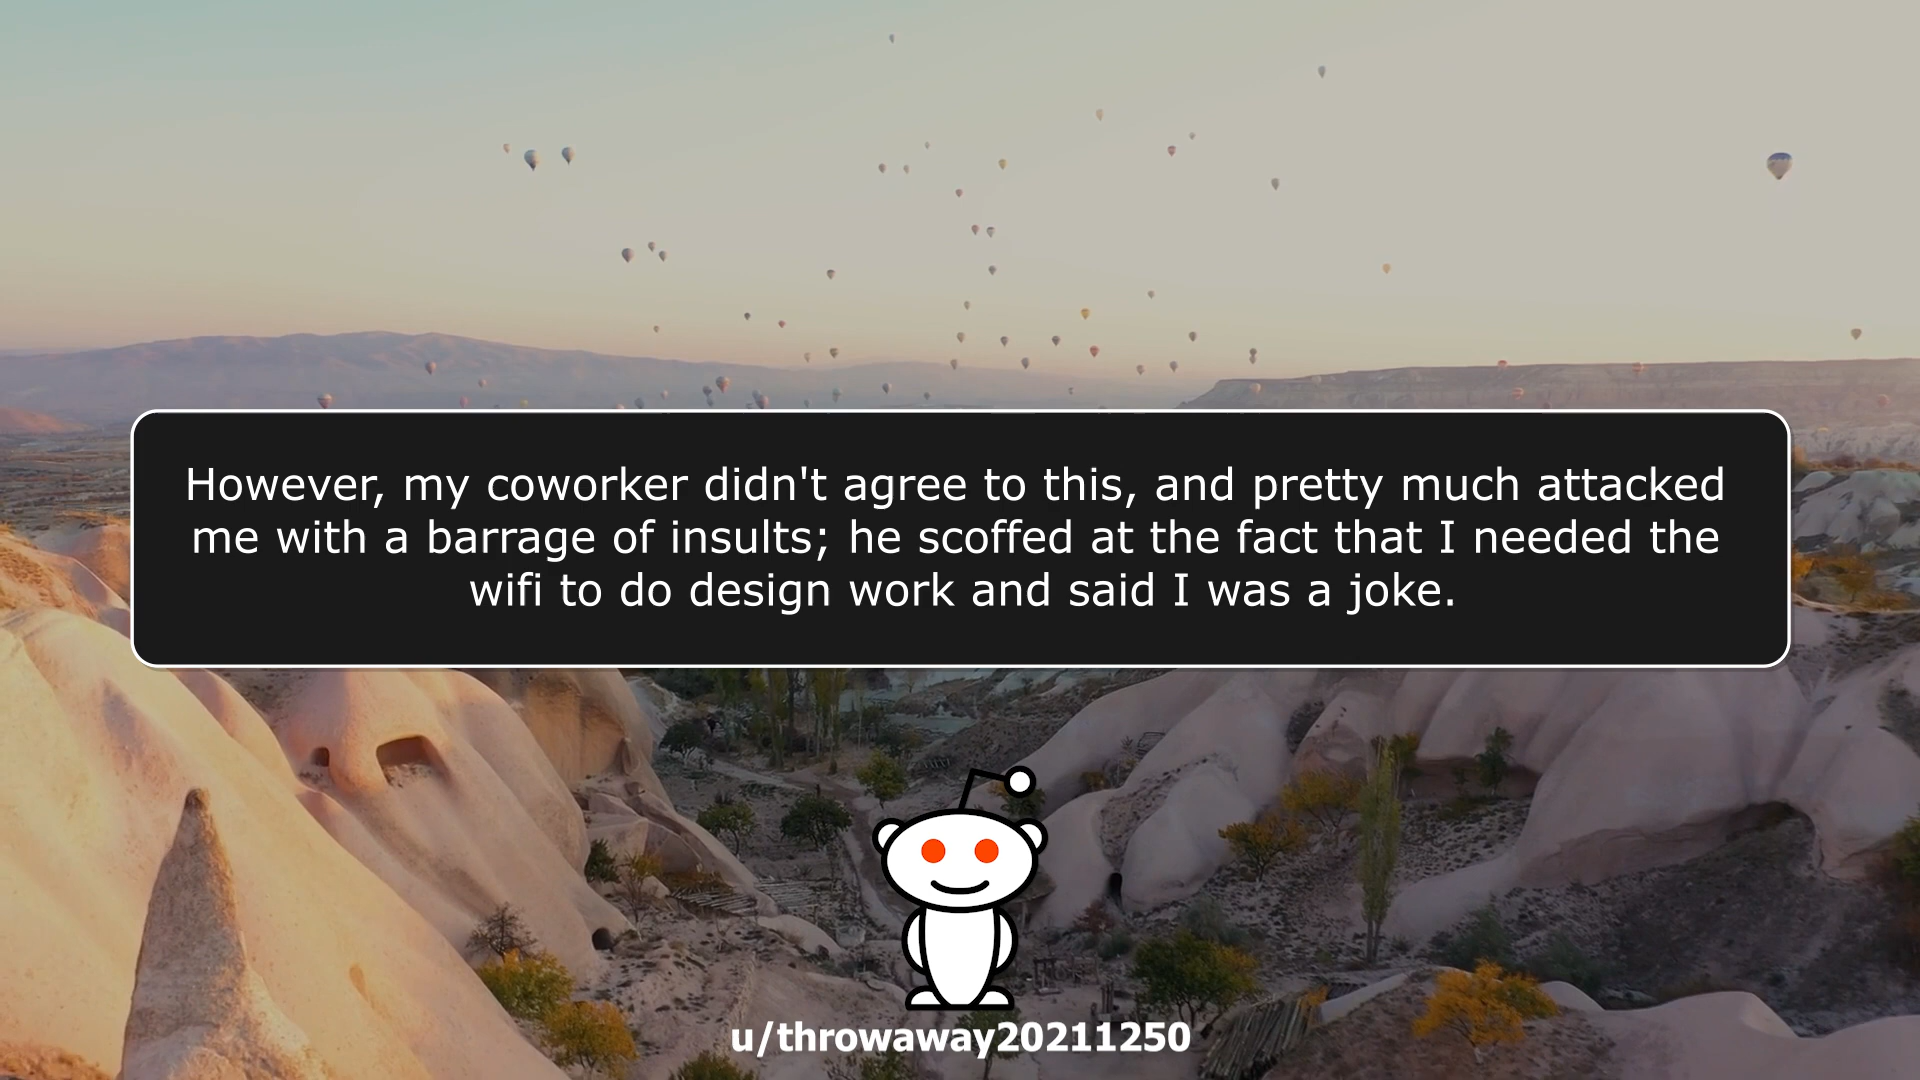 However, my coworker didn't agree to this, and pretty much attacked
me with a barrage of insults; he scoffed at the fact that I needed the
wifi to do design work and said I was a joke.
u/throwaway20211250